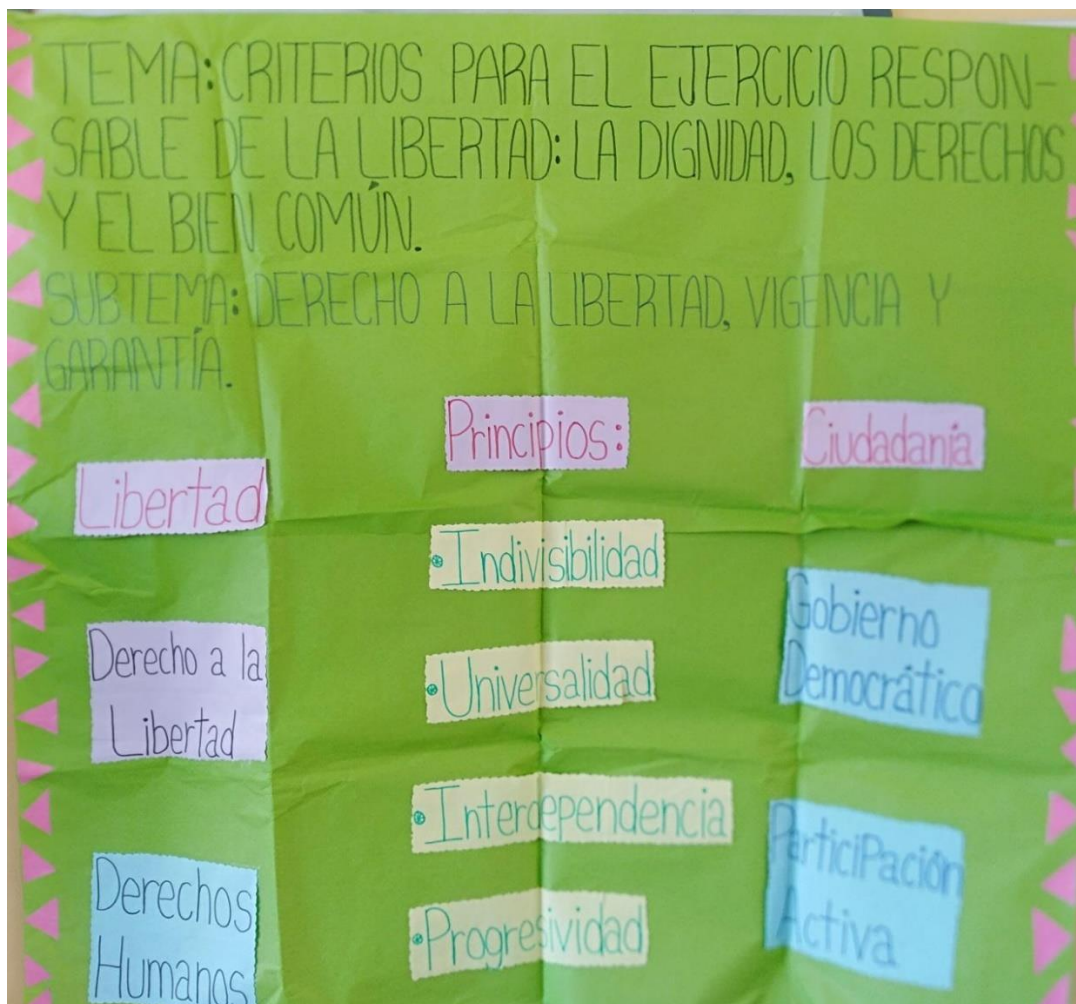 TEMA: CRITERIOS PARA EL EJERCICIO RESPON-
SABLE DE LA LIBERTAD: LA DIGNIDAD, LOS DERECHOS
Y EL BIEN COMÚN.
SUBTEMA: DERECHO A LA LIBERTAD, VIGENCIA Y
GARANTÍA.
Libertad
Derecho a la
Libertad
Derechos
Humanos
Principios:
• Indivisibilidad
• Universalidad
• Interdependencia
• Progresividad
Ciudadanía
Gobierno
Democrático
ParticiPación
Activa